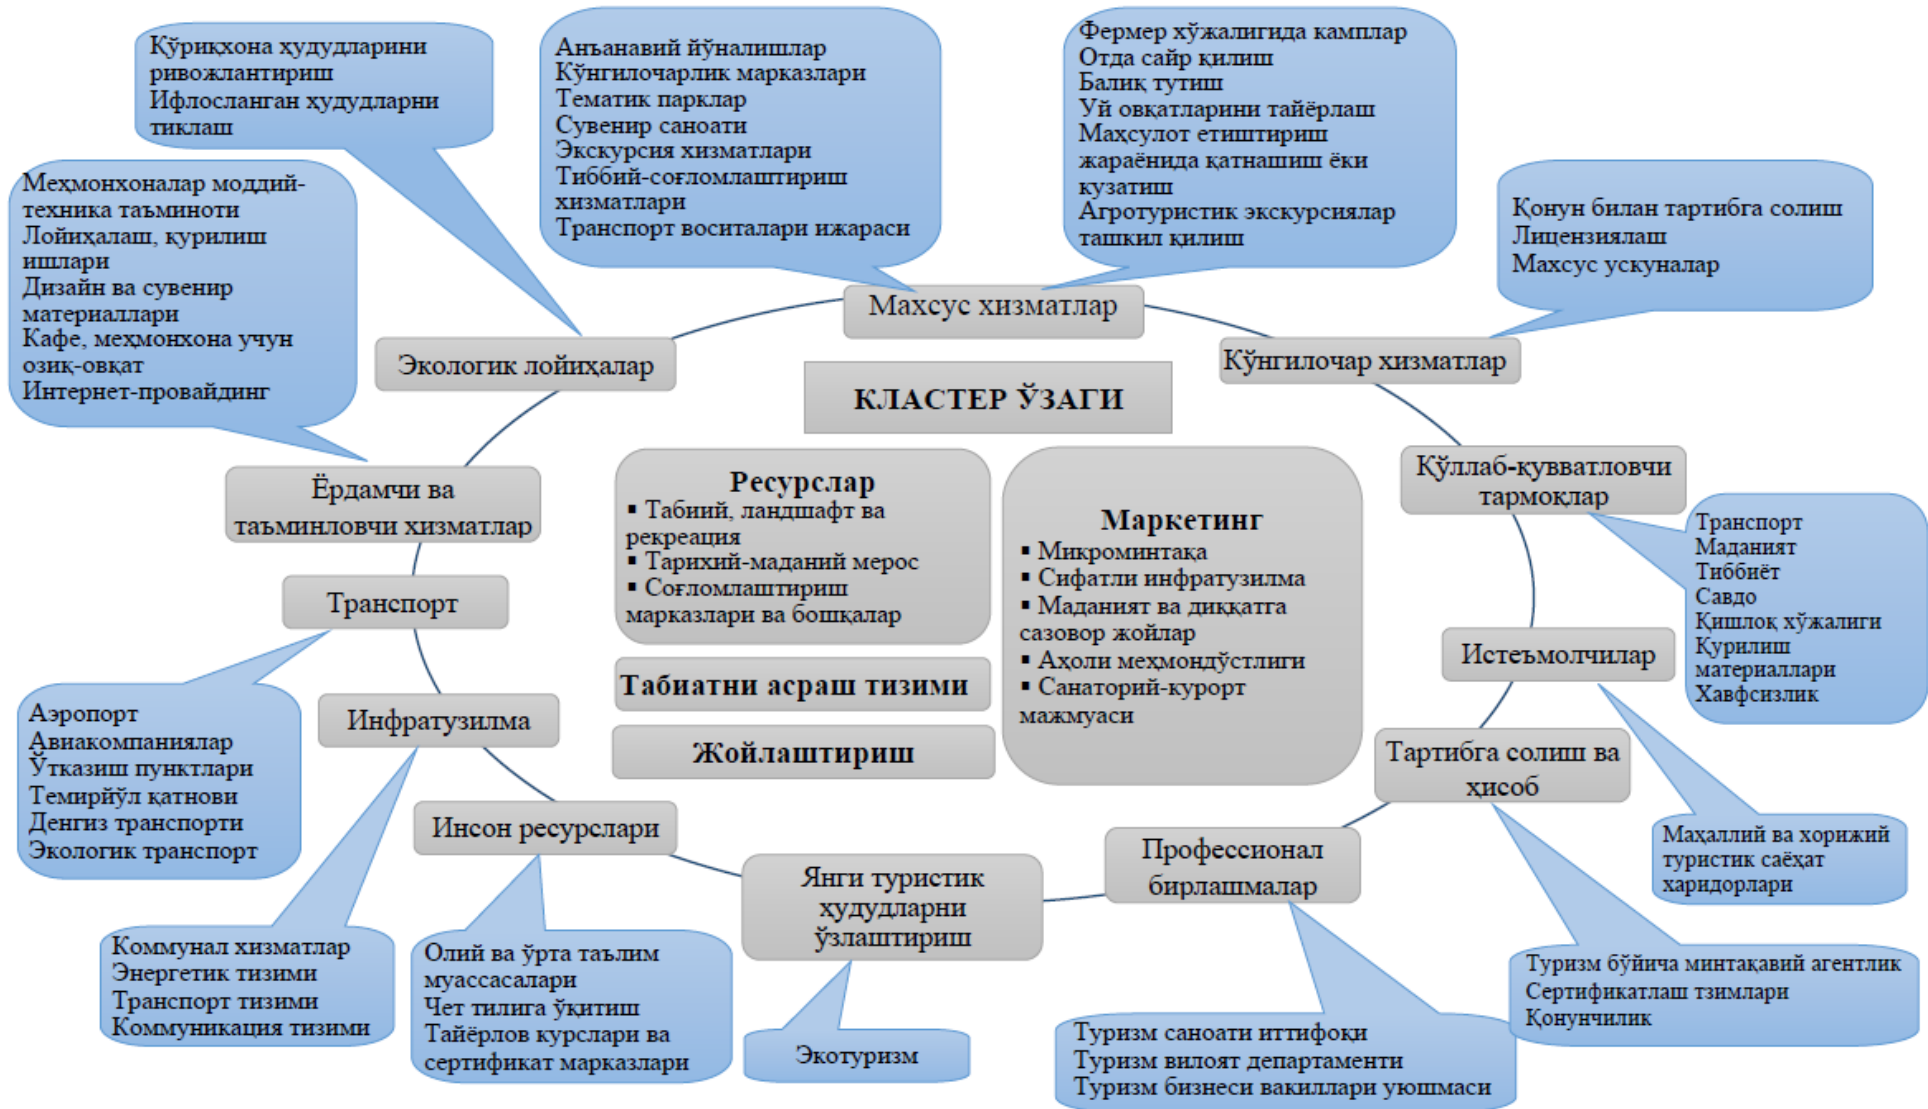 Қўриқхона ҳудудларини
ривожлантириш
Ифлосланган ҳудудларни
тиклаш
Анъанавий йўналишлар
Кўнгилочарлик марказлари
Тематик парклар
Сувенир саноати
Экскурсия хизматлари
Тиббий-соғломлаштириш
хизматлари
Транспорт воситалари ижараси
Фермер хўжалигида камплар
Отда сайр қилиш
Балиқ тутиш
Уй овқатларини тайёрлаш
Маҳсулот етиштириш
жараёнида қатнашиш ёки
кузатиш
Агротуристик экскурсиялар
ташкил қилиш
Қонун билан тартибга солиш
Лицензиялаш
Махсус ускуналар
Меҳмонхоналар моддий-
техника таъминоти
Лойиҳалаш, қурилиш
ишлари
Дизайн ва сувенир
материаллари
Кафе, меҳмонхона учун
озиқ-овқат
Интернет-провайдинг
Махсус хизматлар
Экологик лойиҳалар
Кўнгилочар хизматлар
КЛАСТЕР ЎЗАГИ
Ёрдамчи ва
таъминловчи хизматлар
Ресурслар
▪ Табиий, ландшафт ва
рекреация
▪ Тарихий-маданий мерос
▪ Соғломлаштириш
марказлари ва бошқалар
Маркетинг
▪ Микроминтақа
▪ Сифатли инфратузилма
▪ Маданият ва диққатга
сазовор жойлар
▪ Аҳоли меҳмондўстлиги
▪ Санаторий-курорт
мажмуаси
Қўллаб-қувватловчи
тармоқлар
Транспорт
Маданият
Тиббиёт
Савдо
Қишлоқ хўжалиги
Қурилиш
материаллари
Хавфсизлик
Транспорт
Истеъмолчилар
Табиатни асраш тизими
Жойлаштириш
Инфратузилма
Тартибга солиш ва
ҳисоб
Аэропорт
Авиакомпаниялар
Ўтказиш пунктлари
Темирйўл қатнови
Денгиз транспорти
Экологик транспорт
Инсон ресурслари
Профессионал
бирлашмалар
Маҳаллий ва хорижий
туристик саёҳат
харидорлари
Янги туристик
ҳудудларни
ўзлаштириш
Коммунал хизматлар
Энергетик тизими
Транспорт тизими
Коммуникация тизими
Олий ва ўрта таълим
муассасалари
Чет тилига ўқитиш
Тайёрлов курслари ва
сертификат марказлари
Экотуризм
Туризм саноати иттифоқи
Туризм вилоят департаменти
Туризм бизнеси вакиллари уюшмаси
Туризм бўйича минтақавий агентлик
Сертификатлаш тзимлари
Қонунчилик